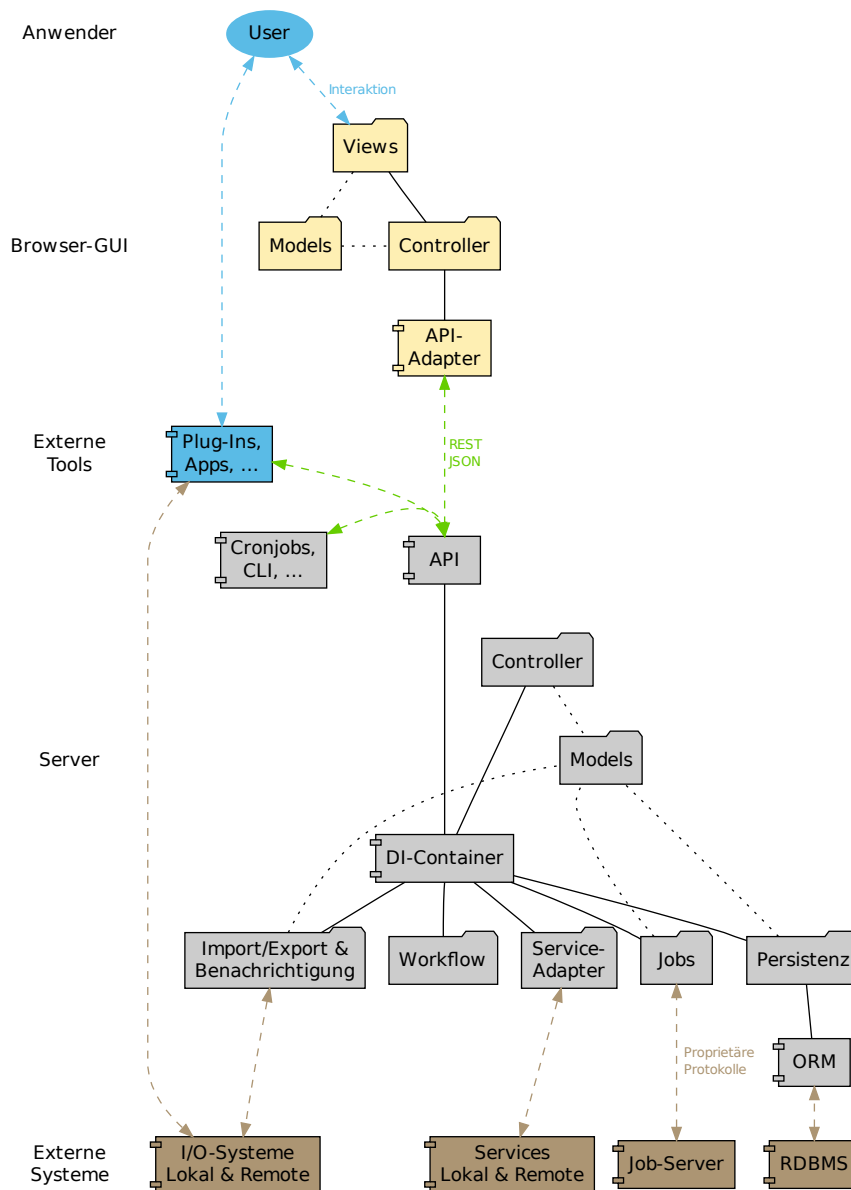 Anwender
User
Interaktion
Views
Browser-GUI
Models
Controller
API-
Adapter
Externe
Tools
Plug-Ins,
Apps, ...
REST
JSON
Cronjobs,
CLI, ...
API
Controller
Server
Models
DI-Container
Import/Export &
Benachrichtigung
Workflow
Service-
Adapter
Jobs
Persistenz
Proprietäre
Protokolle
ORM
Externe
Systeme
I/O-Systeme
Lokal & Remote
Services
Lokal & Remote
Job-Server
RDBMS